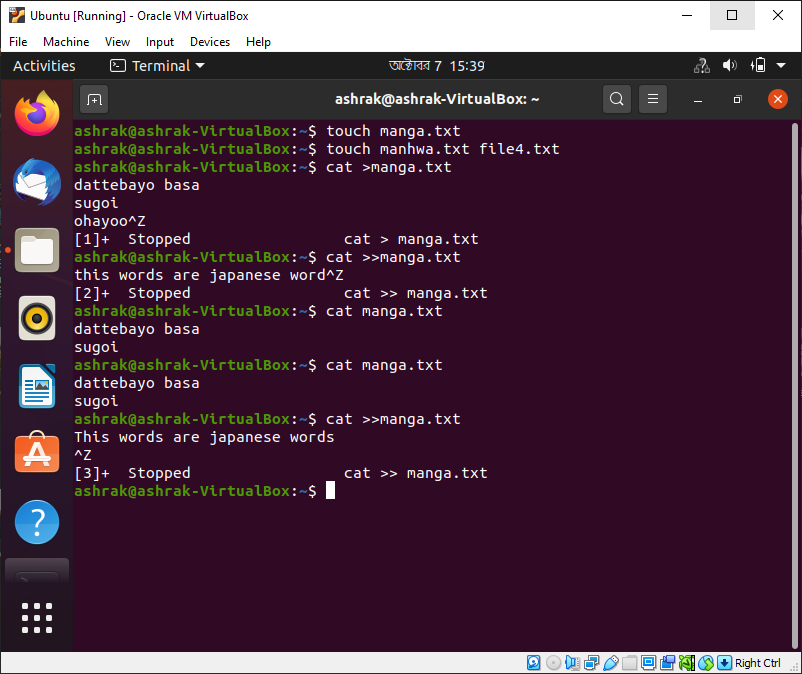 Ubuntu [Running] - Oracle VM VirtualBox
File Machine View Input Devices Help
Activities Terminal অক্টোবর 7 15:39
ashrak@ashrak-VirtualBox: ~
ashrak@ashrak-VirtualBox:~$ touch manga.txt
ashrak@ashrak-VirtualBox:~$ touch manhwa.txt file4.txt
ashrak@ashrak-VirtualBox:~$ cat >manga.txt
dattebayo basa
sugoi
ohayoo^Z
[1]+  Stopped                 cat > manga.txt
ashrak@ashrak-VirtualBox:~$ cat >>manga.txt
this words are japanese word^Z
[2]+  Stopped                 cat >> manga.txt
ashrak@ashrak-VirtualBox:~$ cat manga.txt
dattebayo basa
sugoi
ashrak@ashrak-VirtualBox:~$ cat manga.txt
dattebayo basa
sugoi
ashrak@ashrak-VirtualBox:~$ cat >>manga.txt
This words are japanese words
^Z
[3]+  Stopped                 cat >> manga.txt
ashrak@ashrak-VirtualBox:~$
Right Ctrl